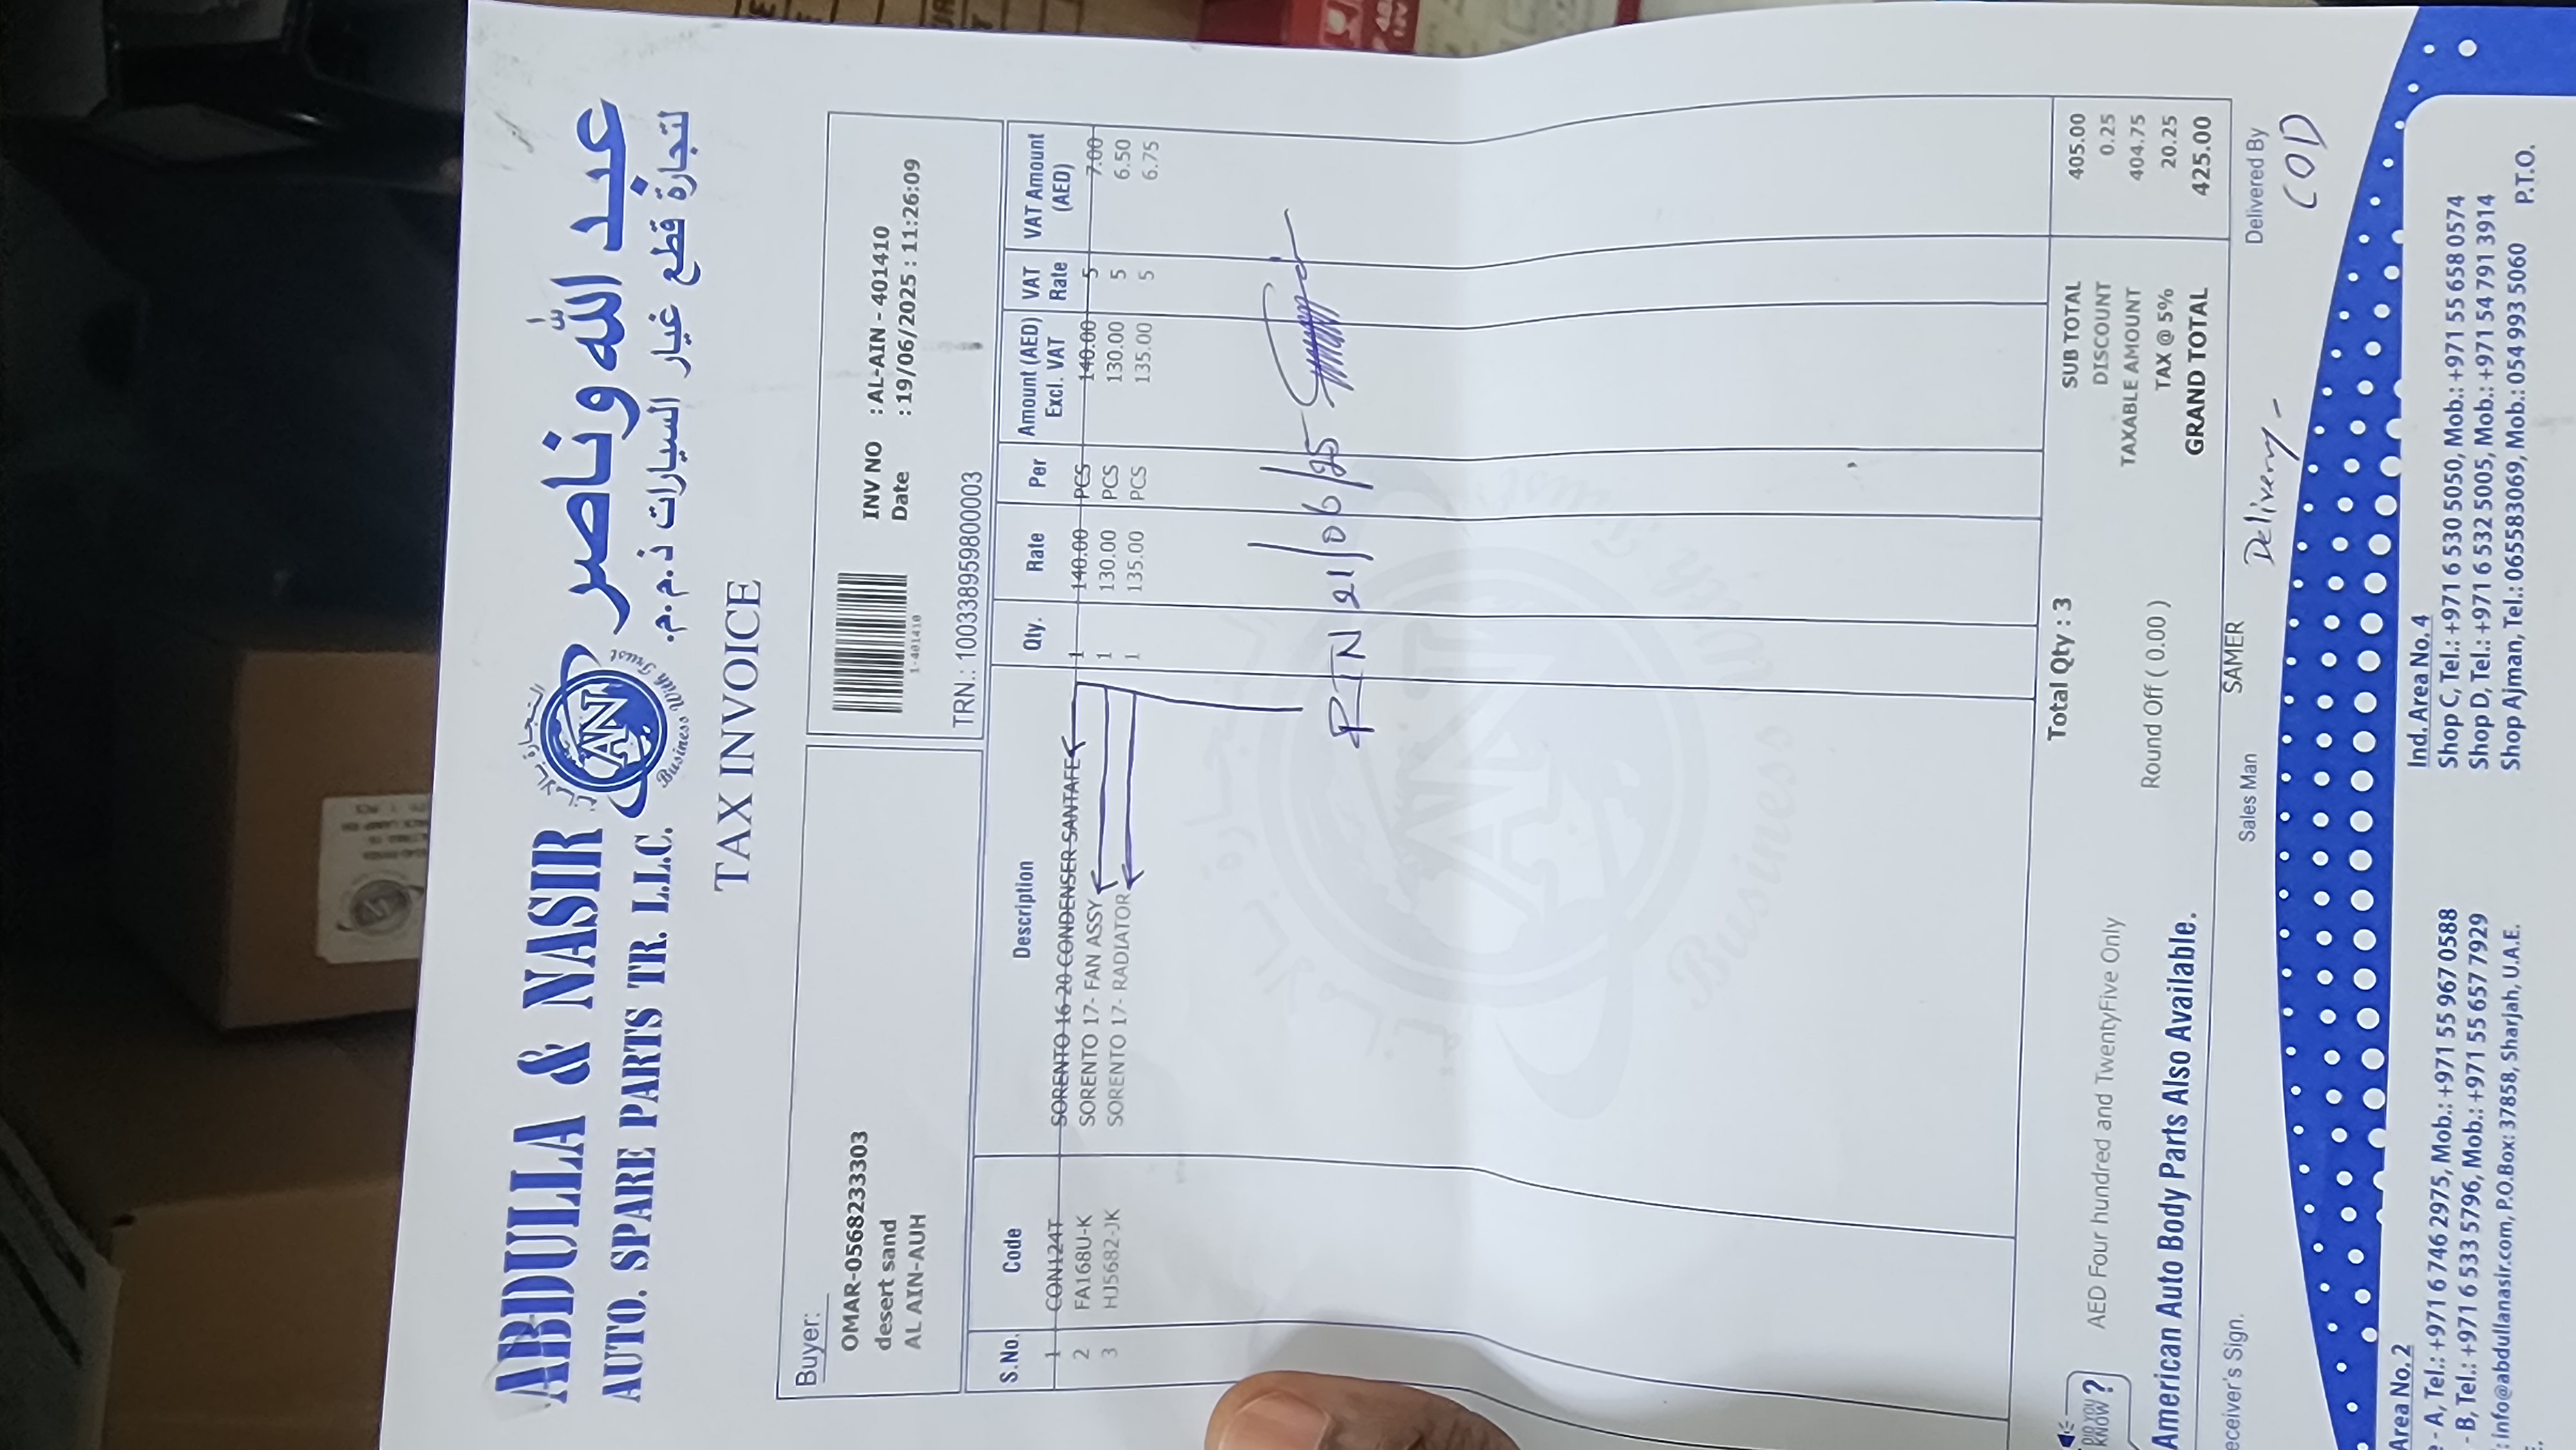 ABDULLA & NASIR
AUTO. SPARE PARTS TR. L.L.C.
Business With Trust
AN
عبد الله وناصر
لتجارة قطع غيار السيارات ذ.م.م.
TAX INVOICE
Buyer:
OMAR-0568233303
desert sand
AL AIN-AUH
1-401410
INV NO : AL-AIN - 401410
Date : 19/06/2025 : 11:26:09
TRN.: 100338959800003
S.No. Code Description Qty. Rate Per Amount (AED) Excl. VAT VAT Rate VAT Amount (AED)
1 CON124T SORENTO 16-20 CONDENSER SANTAFE 1 140.00 PCS 140.00 5 7.00
2 FA168U-K SORENTO 17- FAN ASSY 1 130.00 PCS 130.00 5 6.50
3 HJ5682-JK SORENTO 17- RADIATOR 1 135.00 PCS 135.00 5 6.75
RTN 21/06/25
Total Qty : 3
SUB TOTAL 405.00
DISCOUNT 0.25
TAXABLE AMOUNT 404.75
TAX @ 5% 20.25
GRAND TOTAL 425.00
DID YOU KNOW ?
AED Four hundred and TwentyFive Only
Round Off ( 0.00 )
American Auto Body Parts Also Available.
eceiver's Sign.
Sales Man
SAMER
Delivery -
Delivered By
COD
Area No.2
- A, Tel.: +971 6 746 2975, Mob.: +971 55 967 0588
- B, Tel.: +971 6 533 5796, Mob.: +971 55 657 7929
info@abdullanasir.com, P.O.Box: 37858, Sharjah, U.A.E.
Ind. Area No. 4
Shop C, Tel.: +971 6 530 5050, Mob.: +971 55 658 0574
Shop D, Tel.: +971 6 532 5005, Mob.: +971 54 791 3914
Shop Ajman, Tel.: 065583069, Mob.: 054 993 5060
P.T.O.